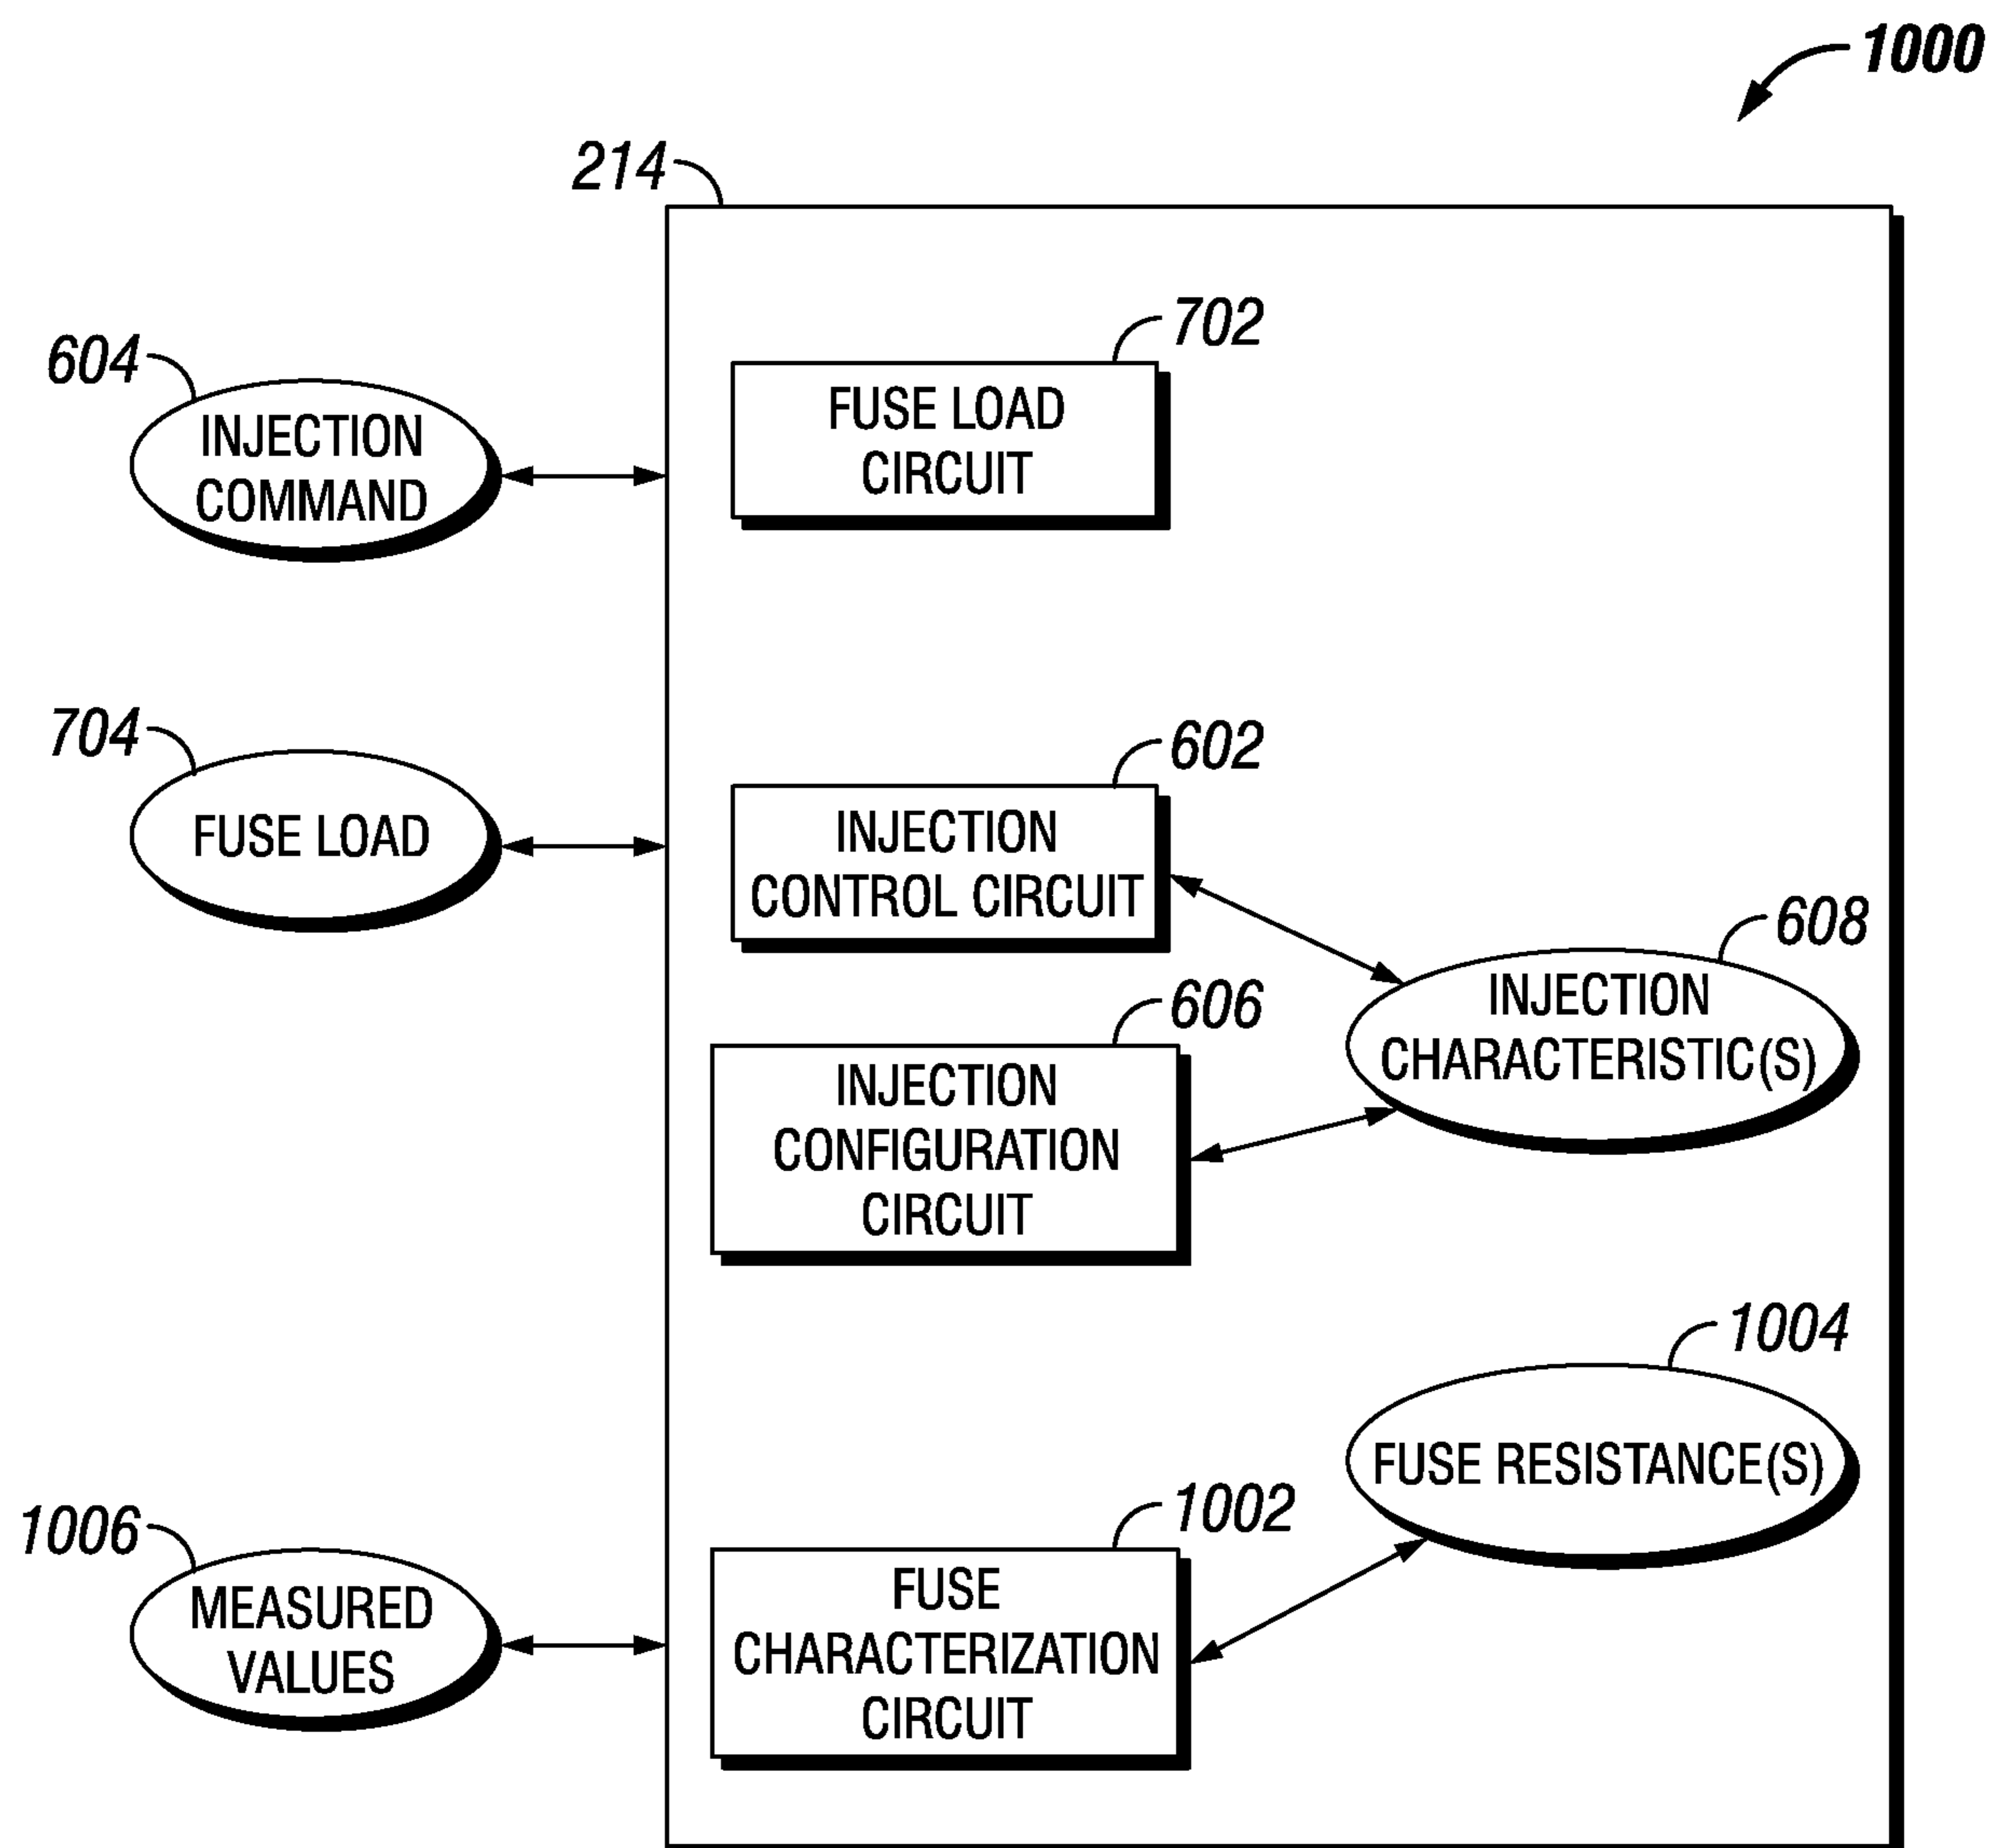 1000
214
702
FUSE LOAD
CIRCUIT
604
INJECTION
COMMAND
704
FUSE LOAD
602
INJECTION
CONTROL CIRCUIT
608
INJECTION
CHARACTERISTIC(S)
606
INJECTION
CONFIGURATION
CIRCUIT
1004
FUSE RESISTANCE(S)
1006
MEASURED
VALUES
1002
FUSE
CHARACTERIZATION
CIRCUIT